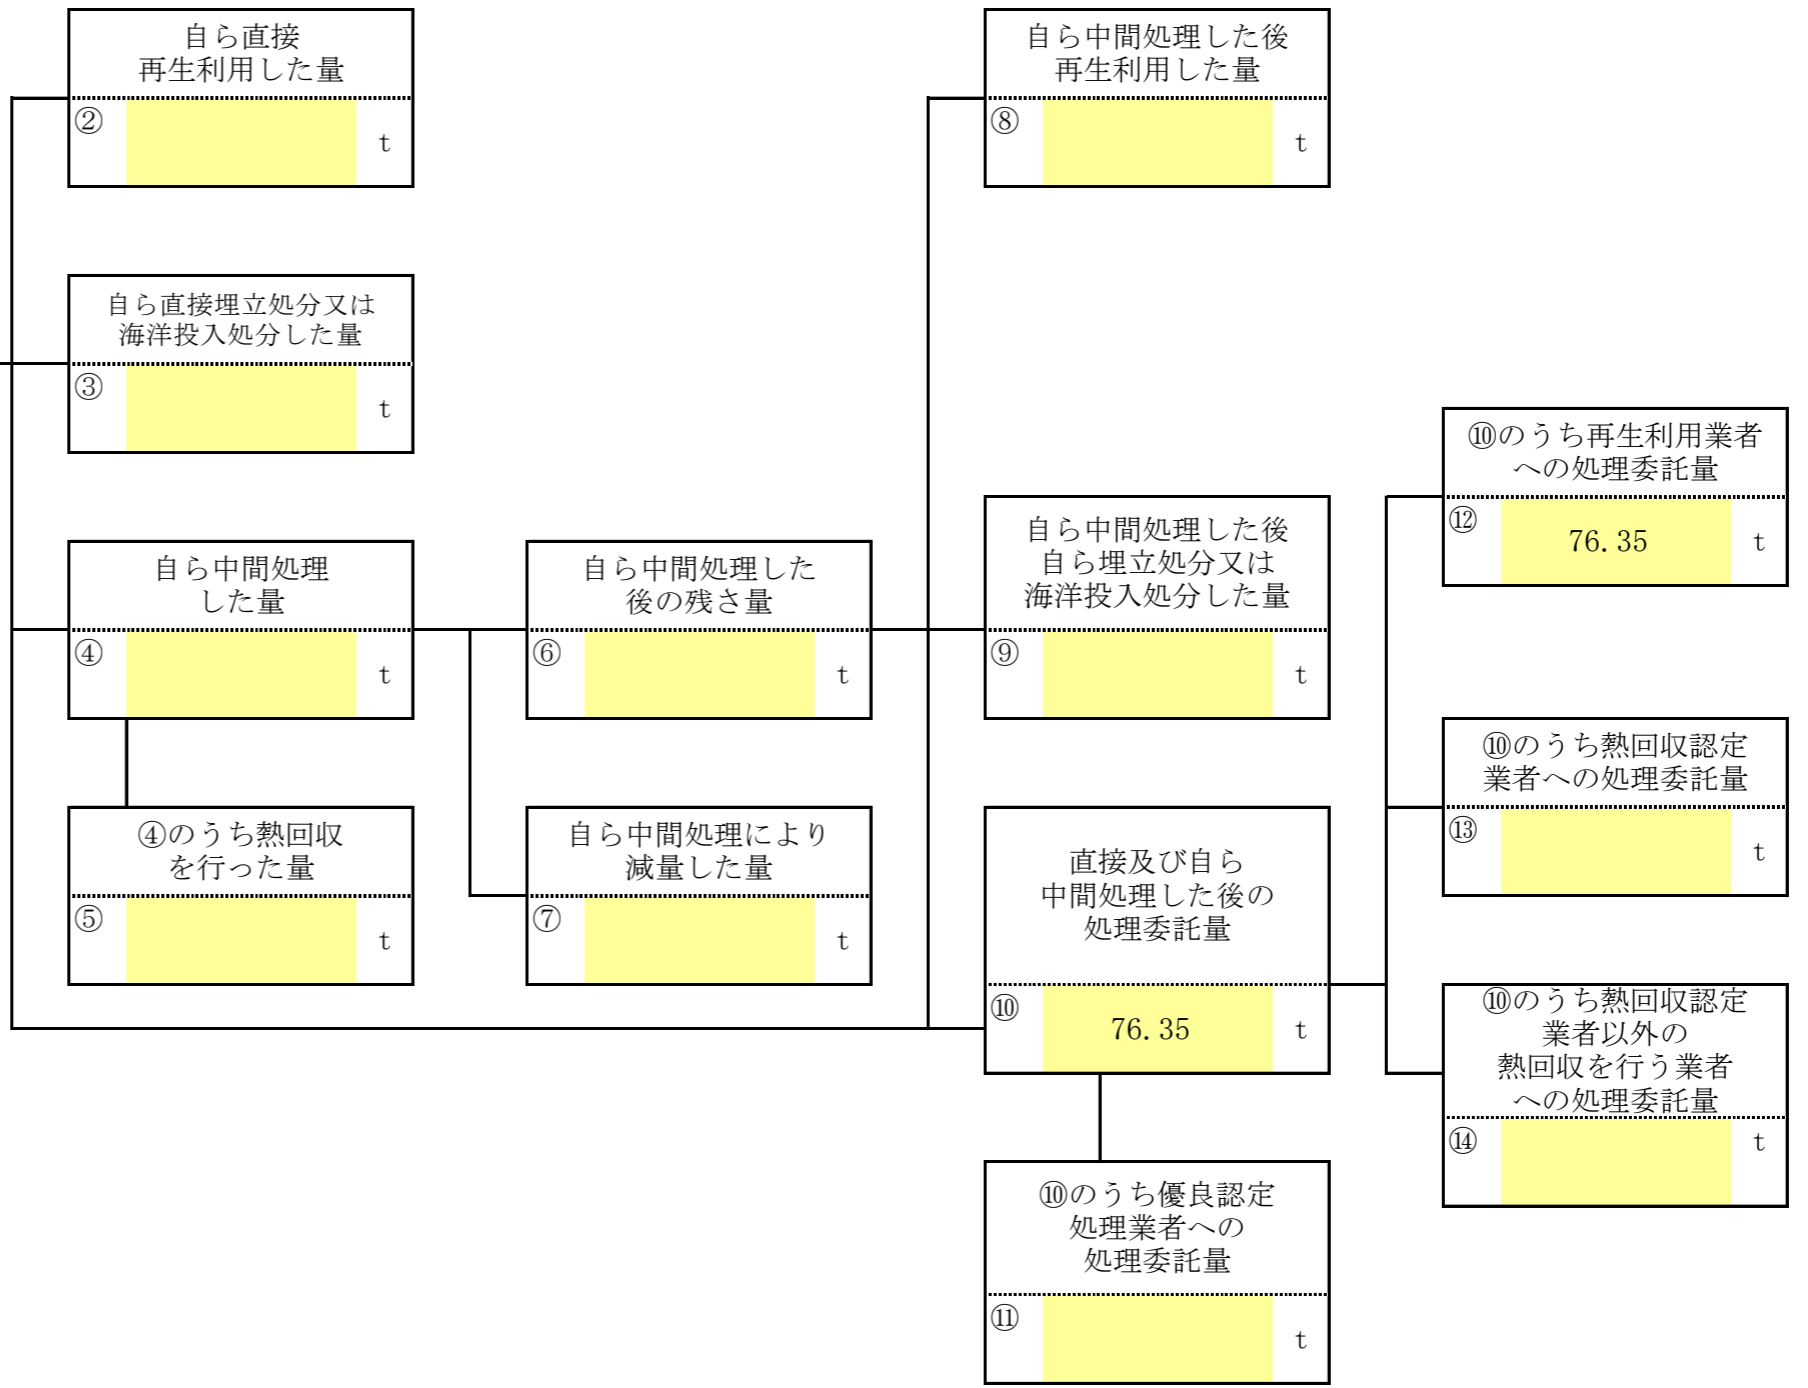 自ら直接
再生利用した量
②
t
自ら中間処理した後
再生利用した量
⑧
t
自ら直接埋立処分又は
海洋投入処分した量
③
t
⑩のうち再生利用業者
への処理委託量
⑫
76.35
t
自ら中間処理
した量
④
t
自ら中間処理した
後の残さ量
⑥
t
自ら中間処理した後
自ら埋立処分又は
海洋投入処分した量
⑨
t
⑩のうち熱回収認定
業者への処理委託量
⑬
t
④のうち熱回収
を行った量
⑤
t
自ら中間処理により
減量した量
⑦
t
直接及び自ら
中間処理した後の
処理委託量
⑩
76.35
t
⑩のうち熱回収認定
業者以外の
熱回収を行う業者
への処理委託量
⑭
t
⑩のうち優良認定
処理業者への
処理委託量
⑪
t